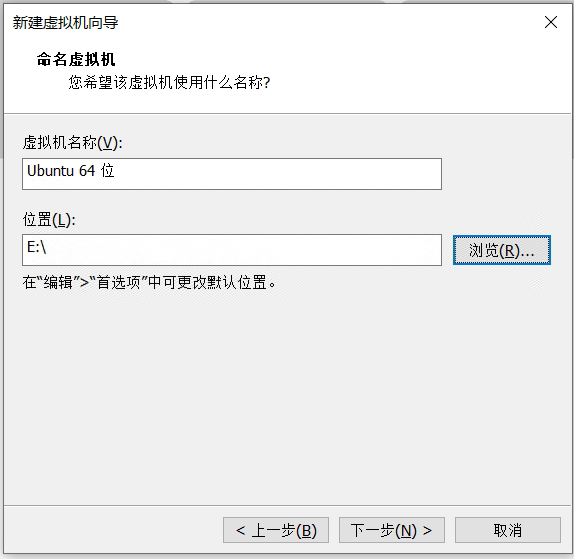 新建虚拟机向导
命名虚拟机
您希望该虚拟机使用什么名称?
虚拟机名称(V):
Ubuntu 64 位
位置(L):
E:\
浏览(R)...
在“编辑”>“首选项”中可更改默认位置。
< 上一步(B)
下一步(N) >
取消